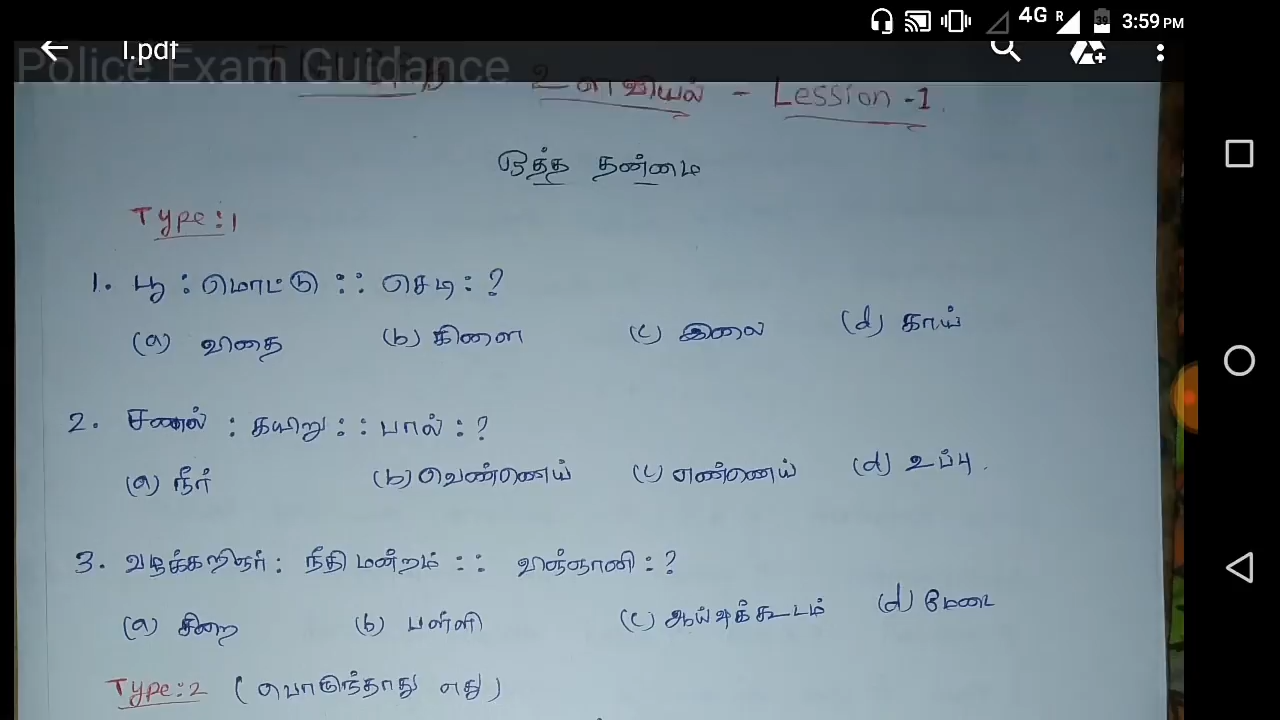 4G R 39 3:59 PM
I.pdf
Police Exam Guidance
உளவியல் - Lession -1.
ஒத்த தன்மை
Type:1
1. பூ : மொட்டு :: செடி : ?
(a) விதை (b) கிளை (c) இலை (d) காய்
2. சணல் : கயிறு :: பால் : ?
(a) நீர் (b) வெண்ணெய் (c) எண்ணெய் (d) உப்பு.
3. வழக்கறிஞர் : நீதிமன்றம் :: விஞ்ஞானி : ?
(a) சிறை (b) பள்ளி (c) ஆய்வுக்கூடம் (d) மேடை
Type:2 (பொருந்தாது எது)